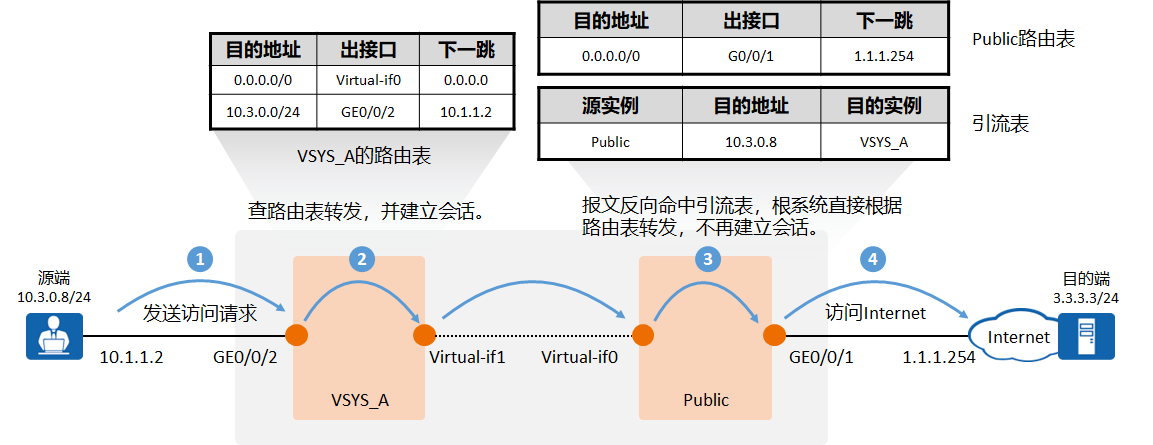 目的地址 出接口 下一跳
0.0.0.0/0 Virtual-if0 0.0.0.0
10.3.0.0/24 GE0/0/2 10.1.1.2
VSYS_A的路由表
目的地址 出接口 下一跳
0.0.0.0/0 G0/0/1 1.1.1.254
Public路由表
源实例 目的地址 目的实例
Public 10.3.0.8 VSYS_A
引流表
查路由表转发，并建立会话。
报文反向命中引流表，根系统直接根据
路由表转发，不再建立会话。
1
2
3
4
源端
10.3.0.8/24
发送访问请求
访问Internet
目的端
3.3.3.3/24
Internet
10.1.1.2
GE0/0/2
Virtual-if1
Virtual-if0
GE0/0/1
1.1.1.254
VSYS_A
Public